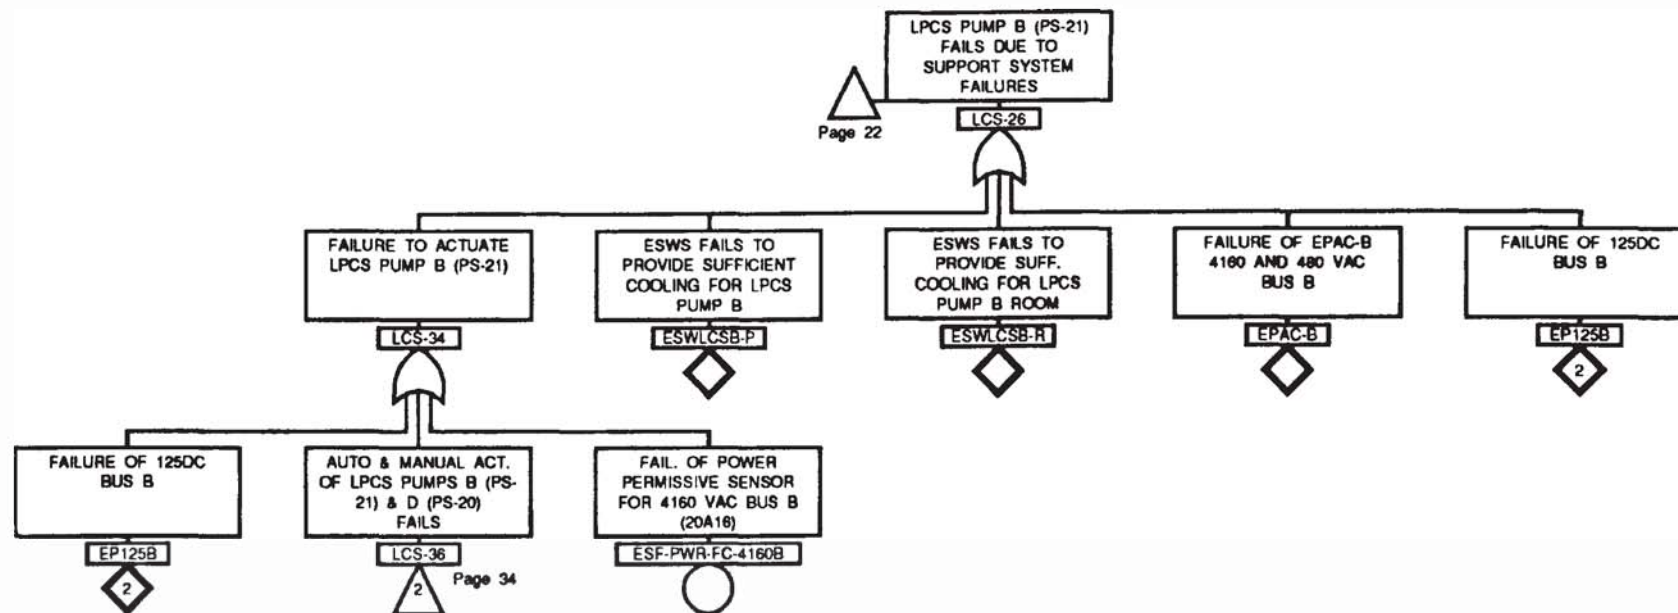 LPCS PUMP B (PS-21)
FAILS DUE TO
SUPPORT SYSTEM
FAILURES
Page 22
LCS-26
FAILURE TO ACTUATE
LPCS PUMP B (PS-21)
LCS-34
ESWS FAILS TO
PROVIDE SUFFICIENT
COOLING FOR LPCS
PUMP B
ESWLCSB-P
ESWS FAILS TO
PROVIDE SUFF.
COOLING FOR LPCS
PUMP B ROOM
ESWLCSB-R
FAILURE OF EPAC-B
4160 AND 480 VAC
BUS B
EPAC-B
FAILURE OF 125DC
BUS B
EP125B
2
FAILURE OF 125DC
BUS B
EP125B
2
AUTO & MANUAL ACT.
OF LPCS PUMPS B (PS-
21) & D (PS-20)
FAILS
LCS-36
2
Page 34
FAIL. OF POWER
PERMISSIVE SENSOR
FOR 4160 VAC BUS B
(20A16)
ESF-PWR-FC-4160B